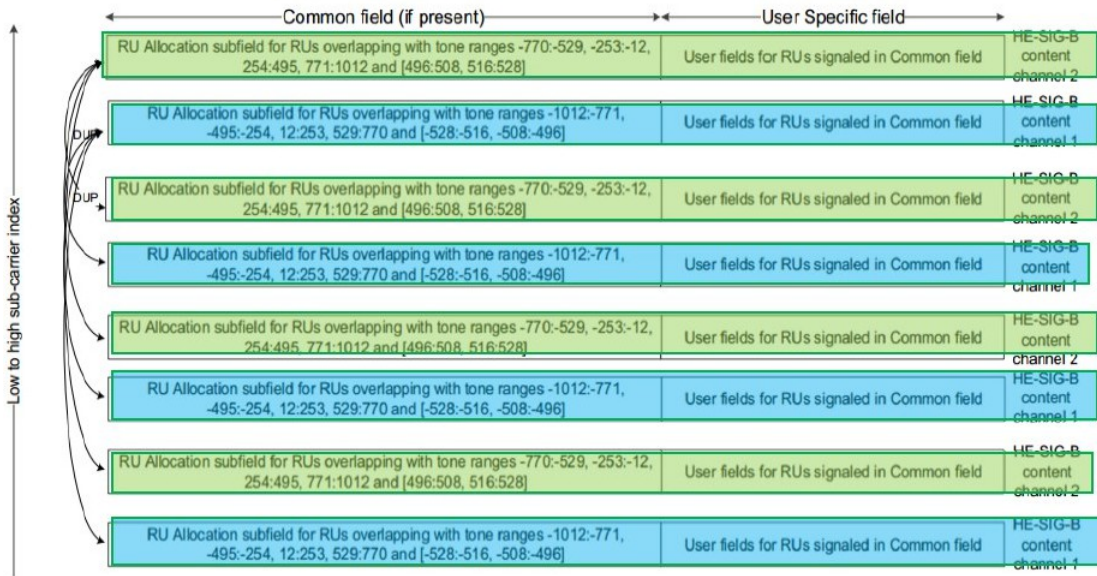 Common field (if present)
User Specific field
Low to high sub-carrier index
RU Allocation subfield for RUs overlapping with tone ranges -770:-529, -253:-12,
254:495, 771:1012 and [496:508, 516:528]
User fields for RUs signaled in Common field
HE-SIG-B
content
channel 2
DUP
RU Allocation subfield for RUs overlapping with tone ranges -1012:-771,
-495:-254, 12:253, 529:770 and [-528:-516, -508:-496]
User fields for RUs signaled in Common field
HE-SIG-B
content
channel 1
DUP
RU Allocation subfield for RUs overlapping with tone ranges -770:-529, -253:-12,
254:495, 771:1012 and [496:508, 516:528]
User fields for RUs signaled in Common field
HE-SIG-B
content
channel 2
RU Allocation subfield for RUs overlapping with tone ranges -1012:-771,
-495:-254, 12:253, 529:770 and [-528:-516, -508:-496]
User fields for RUs signaled in Common field
HE-SIG-B
content
channel 1
RU Allocation subfield for RUs overlapping with tone ranges -770:-529, -253:-12,
254:495, 771:1012 and [496:508, 516:528]
User fields for RUs signaled in Common field
HE-SIG-B
content
channel 2
RU Allocation subfield for RUs overlapping with tone ranges -1012:-771,
-495:-254, 12:253, 529:770 and [-528:-516, -508:-496]
User fields for RUs signaled in Common field
HE-SIG-B
content
channel 1
RU Allocation subfield for RUs overlapping with tone ranges -770:-529, -253:-12,
254:495, 771:1012 and [496:508, 516:528]
User fields for RUs signaled in Common field
HE-SIG-B
content
channel 2
RU Allocation subfield for RUs overlapping with tone ranges -1012:-771,
-495:-254, 12:253, 529:770 and [-528:-516, -508:-496]
User fields for RUs signaled in Common field
HE-SIG-B
content
channel 1